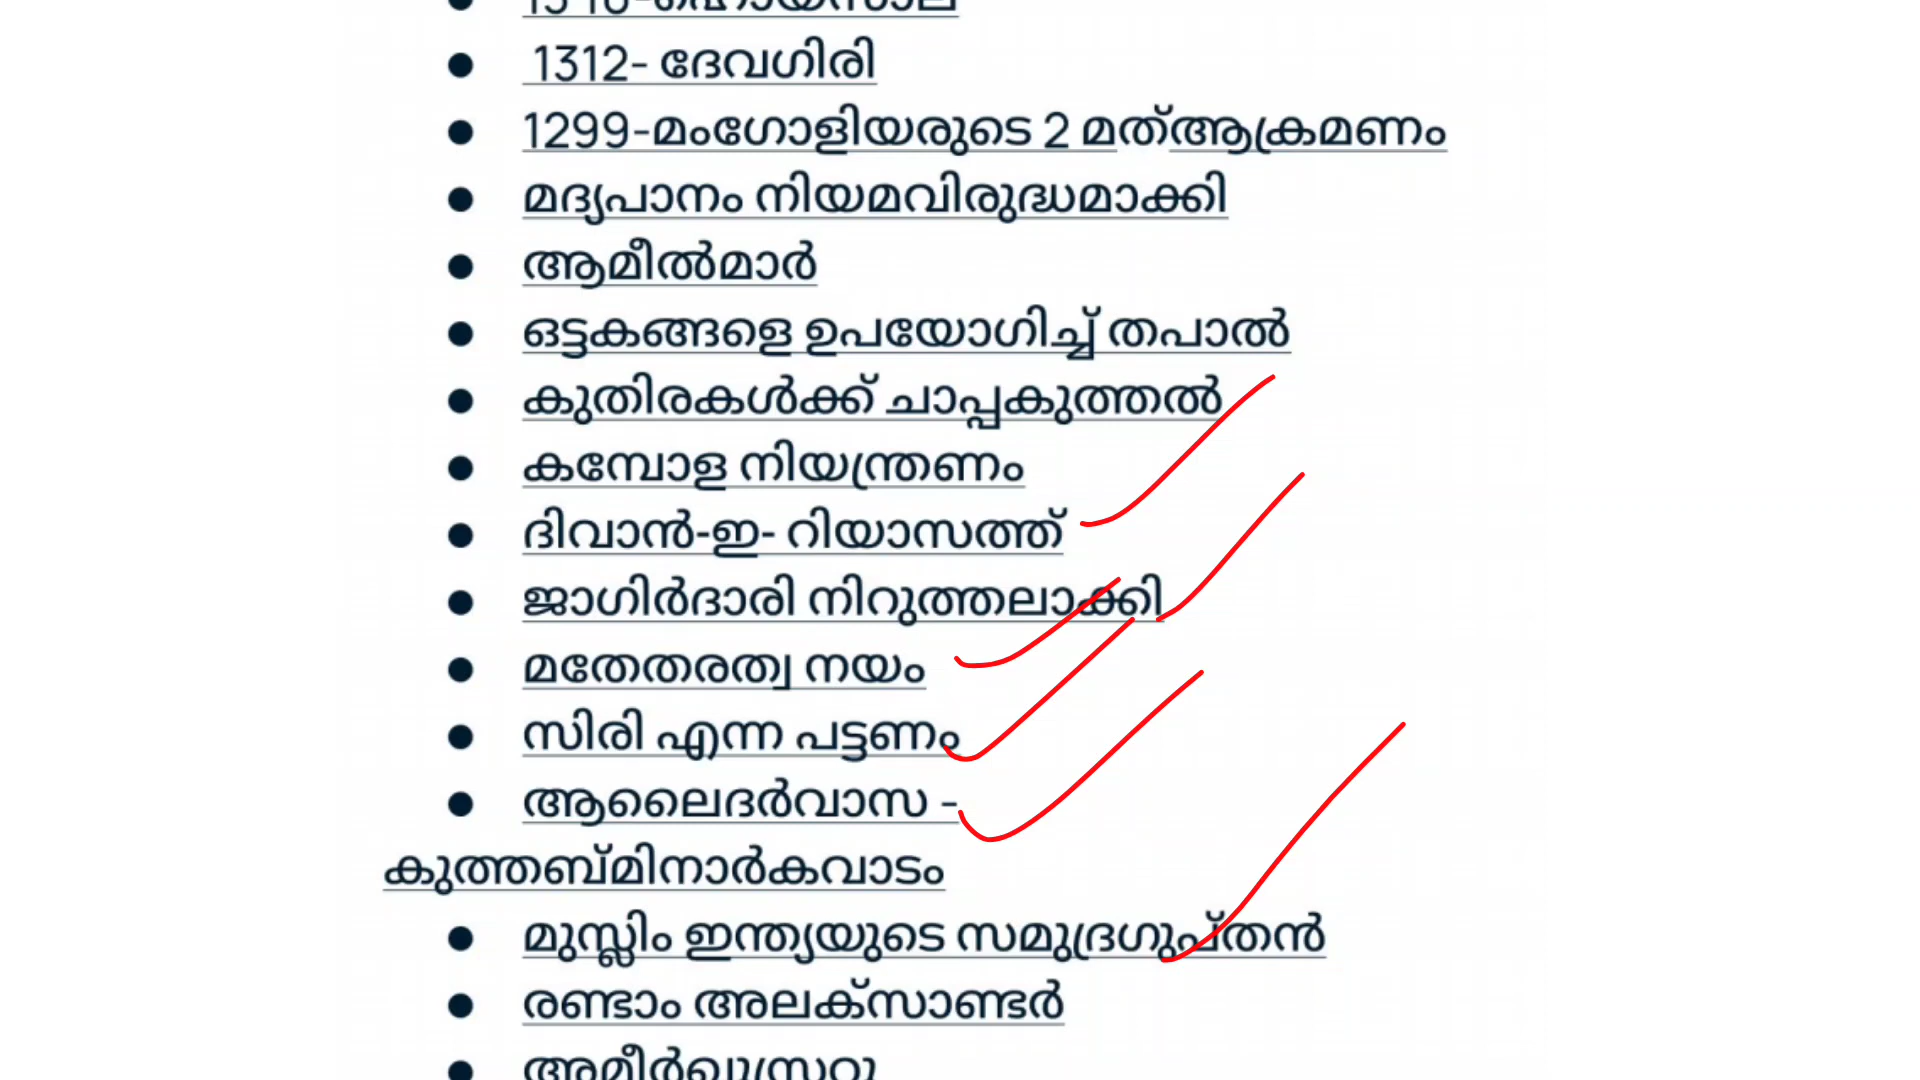 ● 1312- ദേവഗിരി
● 1299-മംഗോളിയരുടെ 2 മത്ആക്രമണം
● മദ്യപാനം നിയമവിരുദ്ധമാക്കി
● ആമീൽമാർ
● ഒട്ടകങ്ങളെ ഉപയോഗിച്ച് തപാൽ
● കുതിരകൾക്ക് ചാപ്പകുത്തൽ
● കമ്പോള നിയന്ത്രണം
● ദിവാൻ-ഇ- റിയാസത്ത്
● ജാഗിർദാരി നിറുത്തലാക്കി
● മതേതരത്വ നയം
● സിരി എന്ന പട്ടണം
● ആലൈദർവാസ -
കുത്തബ്മിനാർകവാടം
● മുസ്ലിം ഇന്ത്യയുടെ സമുദ്രഗുപ്തൻ
● രണ്ടാം അലക്സാണ്ടർ